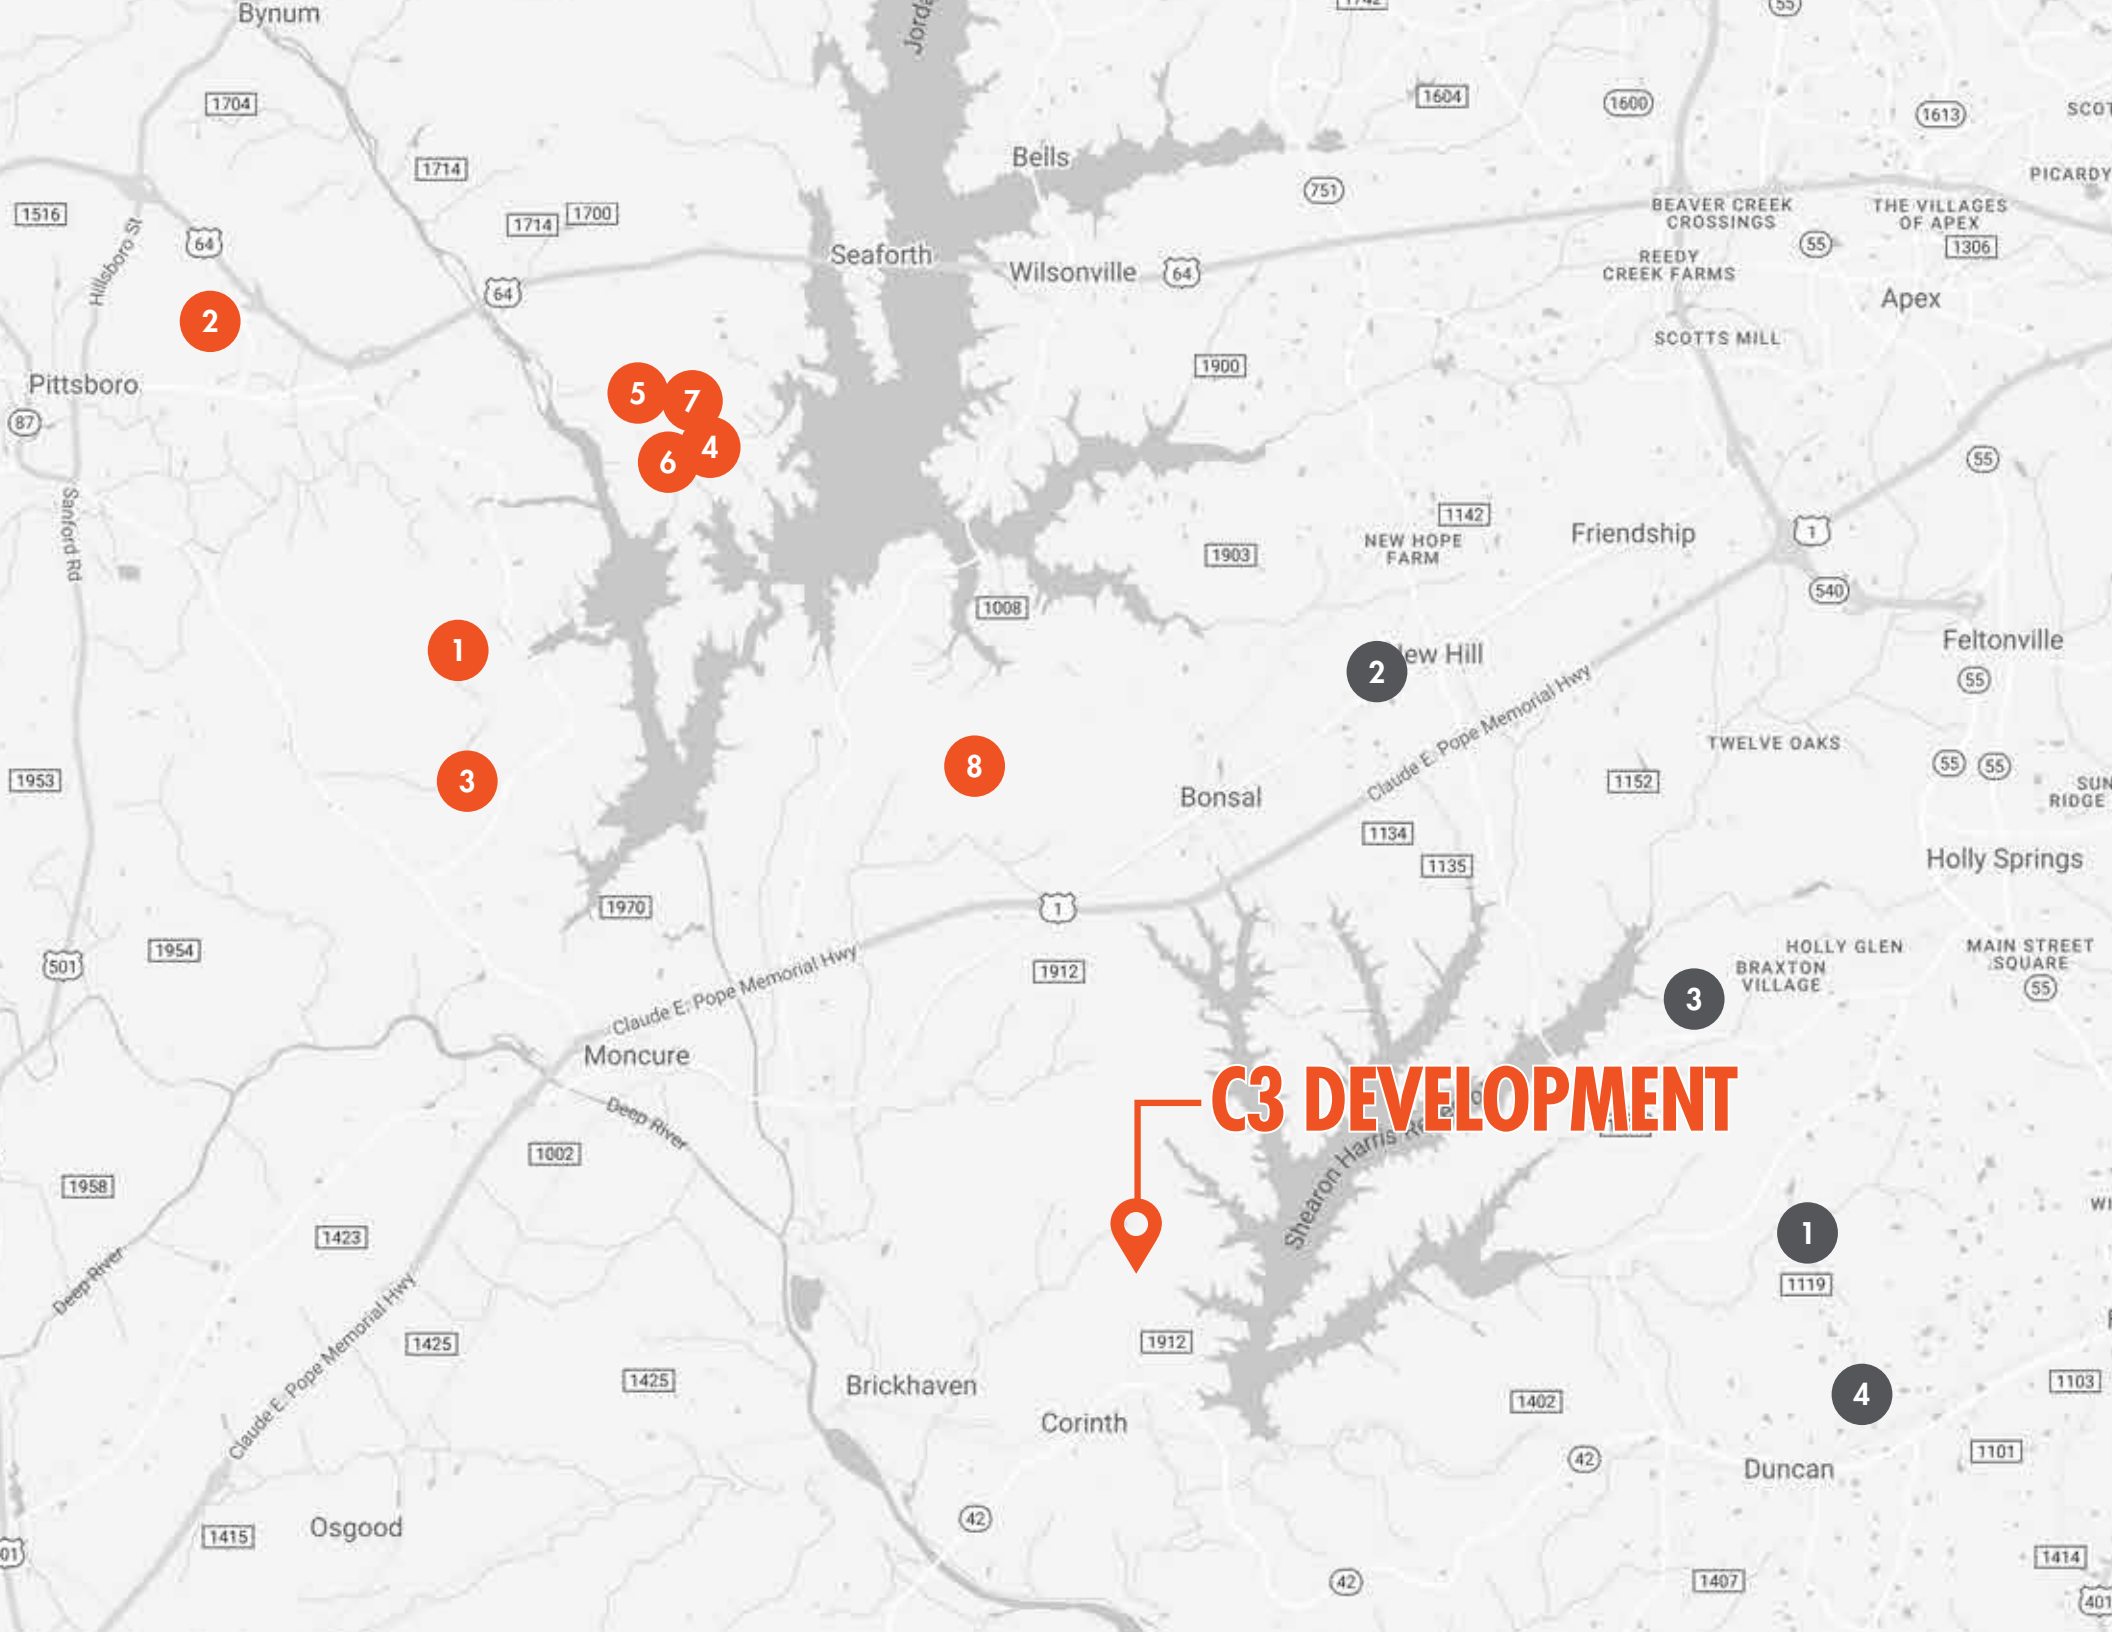 Bynum
1742
55
1704
1604
1600
1613
SCOT
Bells
1714
PICARDY
751
1516
1714
1700
BEAVER CREEK
CROSSINGS
THE VILLAGES
OF APEX
Hillsboro St
64
Seaforth
Wilsonville
64
55
1306
REEDY
CREEK FARMS
64
Apex
2
SCOTTS MILL
1900
Pittsboro
5
7
87
4
6
55
Sanford Rd
1142
NEW HOPE
FARM
Friendship
1
1903
540
1008
1
2
ew Hill
Feltonville
55
Claude E. Pope Memorial Hwy
TWELVE OAKS
3
8
55
55
1953
Bonsal
1152
SUN
RIDGE
1134
1135
Holly Springs
1970
1
1954
501
Claude E. Pope Memorial Hwy
1912
HOLLY GLEN
BRAXTON
VILLAGE
MAIN STREET
SQUARE
55
3
Moncure
C3 DEVELOPMENT
Deep River
1002
Shearon Harris Re
1958
1423
1
Deep River
1119
Claude E. Pope Memorial Hwy
1425
1912
1425
Brickhaven
1402
4
1103
Corinth
42
Duncan
1101
1415
Osgood
42
42
1407
1414
401